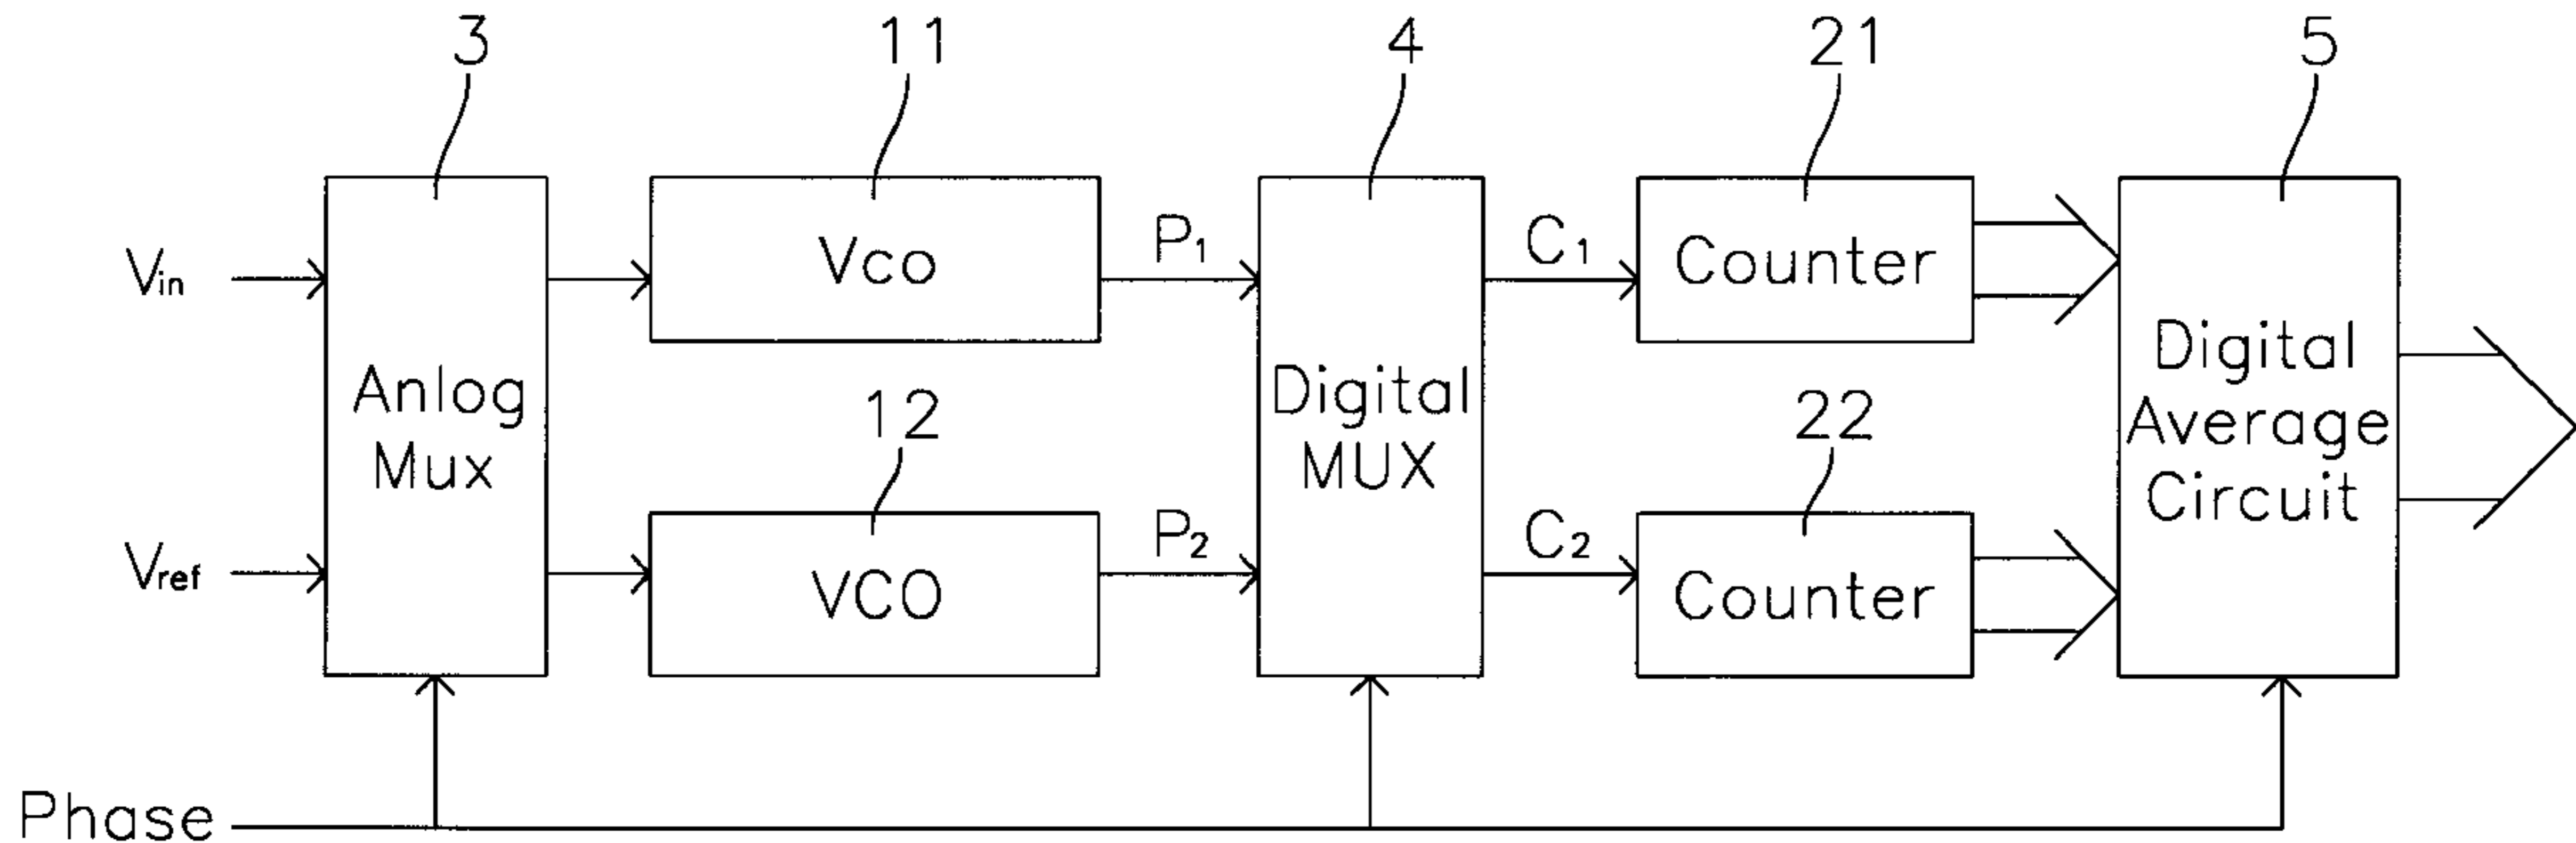 3
11
4
21
5
Vin
Vref
Anlog
Mux
Vco
12
VCO
P1
P2
Digital
MUX
C1
C2
Counter
22
Counter
Digital
Average
Circuit
Phase